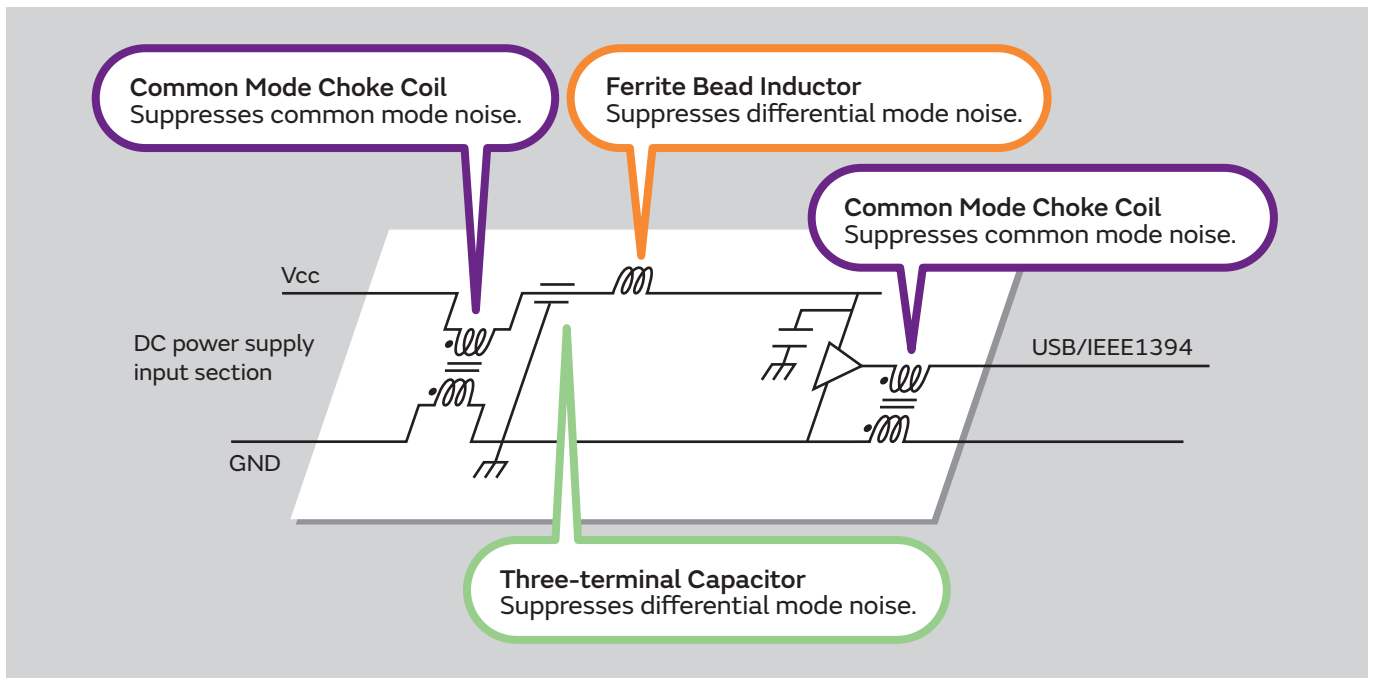 Common Mode Choke Coil
Suppresses common mode noise.
Ferrite Bead Inductor
Suppresses differential mode noise.
Common Mode Choke Coil
Suppresses common mode noise.
Vcc
DC power supply
input section
USB/IEEE1394
GND
Three-terminal Capacitor
Suppresses differential mode noise.